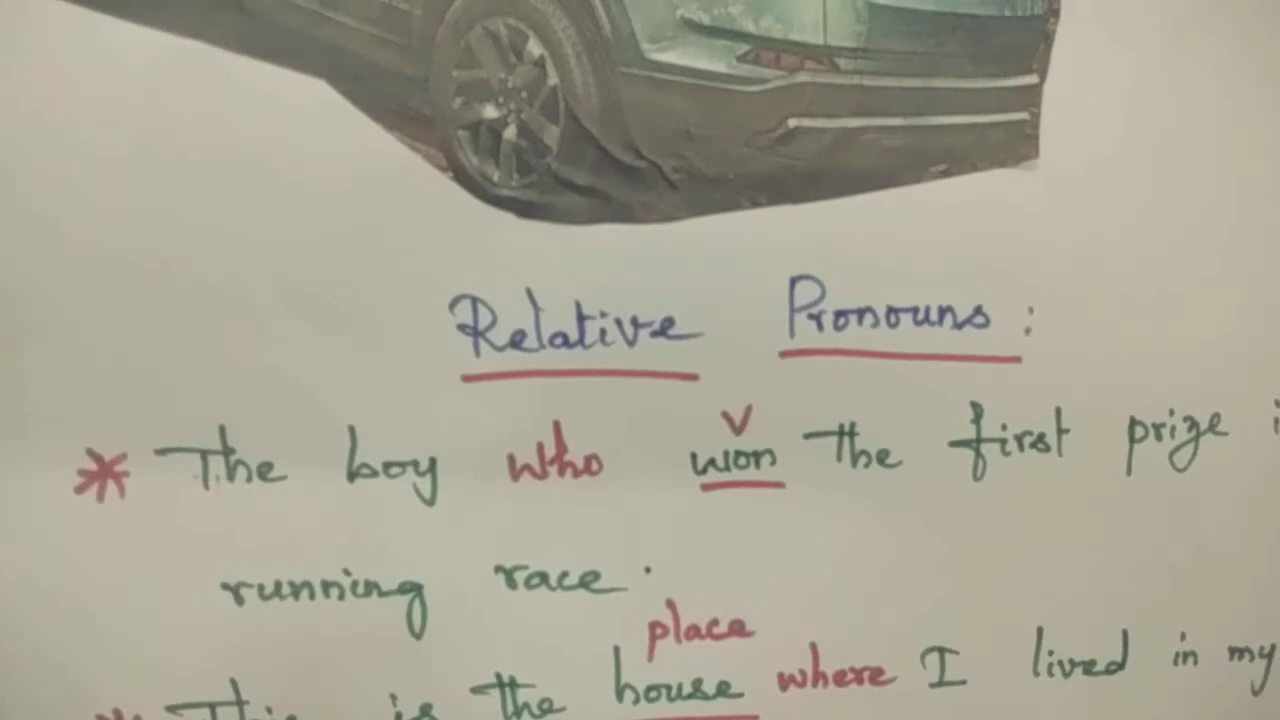 Relative Pronouns :
V
* The boy who won the first prize i
running race.
place
* This is the house where I lived in my